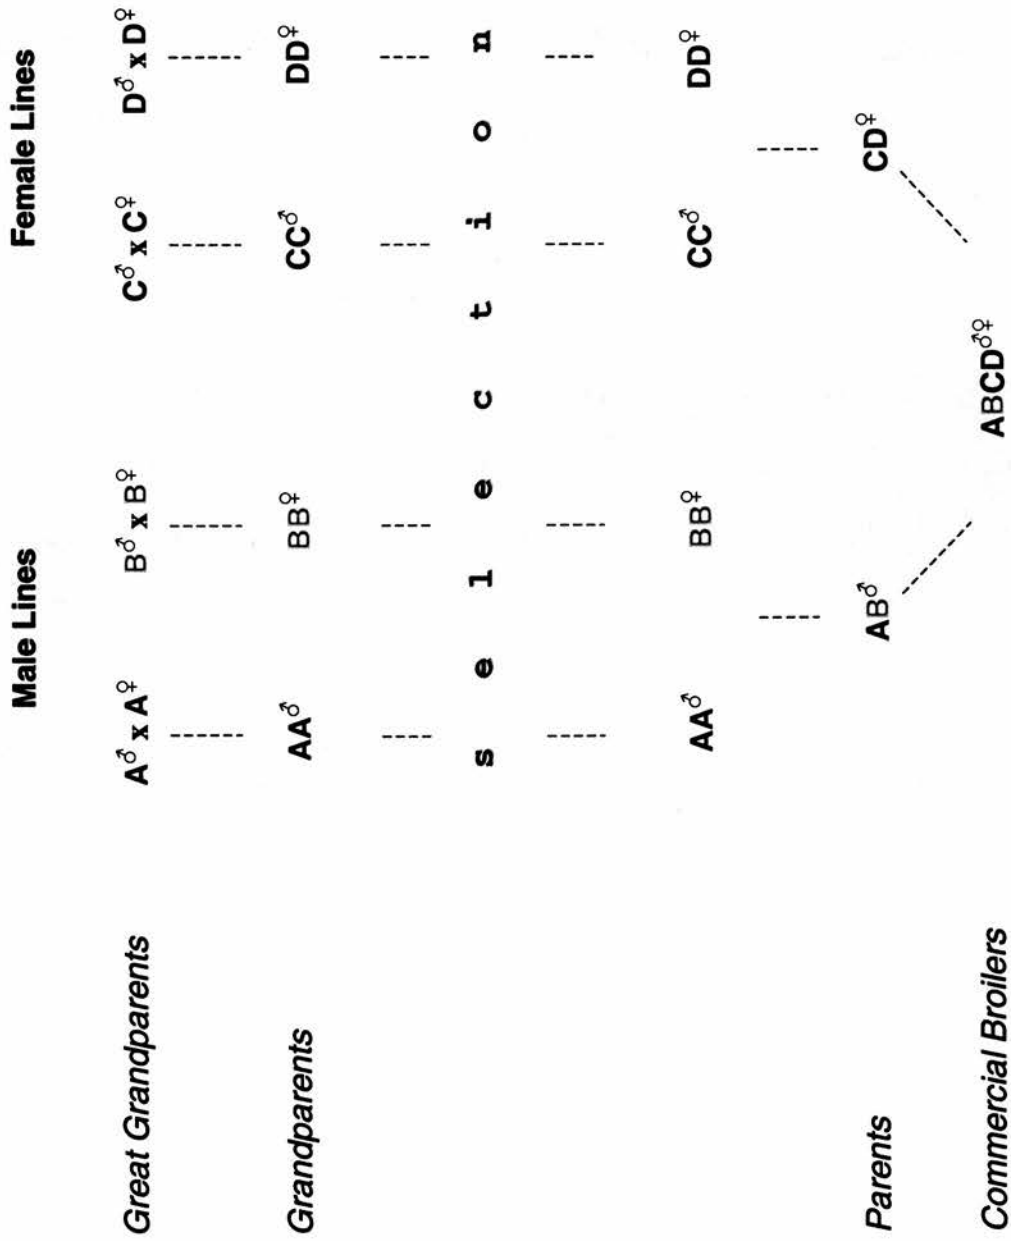 Male Lines Female Lines
Great Grandparents A♂ x A♀ B♂ x B♀ C♂ x C♀ D♂ x D♀
Grandparents AA♂ BB♀ CC♂ DD♀
s e l e c t i o n
AA♂ BB♀ CC♂ DD♀
Parents AB♂ CD♀
Commercial Broilers ABCD♂♀